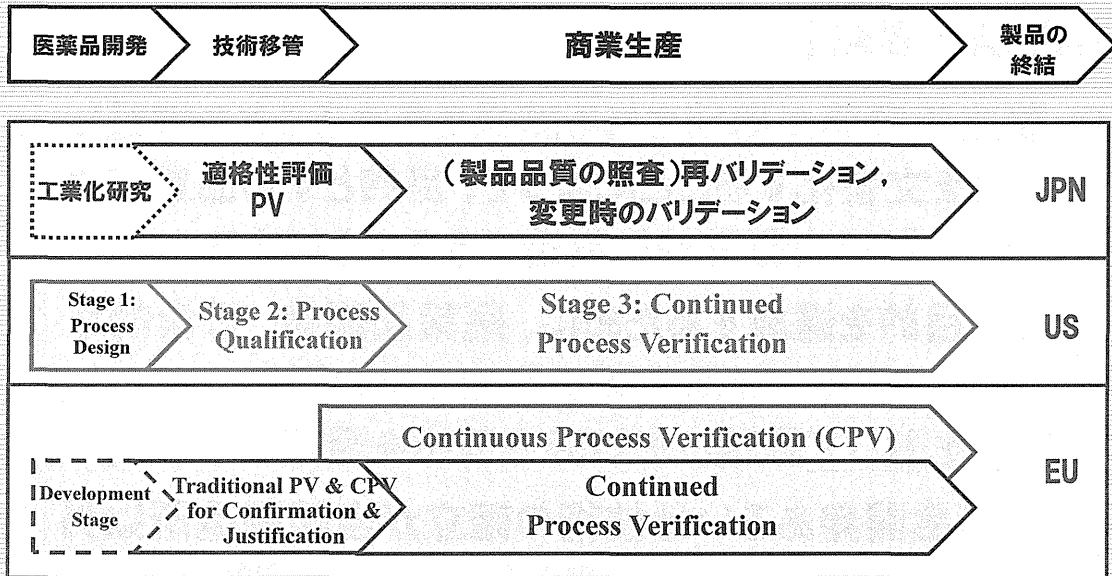 医薬品開発
技術移管
商業生産
製品の
終結
工業化研究
適格性評価
PV
(製品品質の照査)再バリデーション,
変更時のバリデーション
JPN
Stage 1:
Process
Design
Stage 2: Process
Qualification
Stage 3: Continued
Process Verification
US
Continuous Process Verification (CPV)
Development
Stage
Traditional PV & CPV
for Confirmation &
Justification
Continued
Process Verification
EU